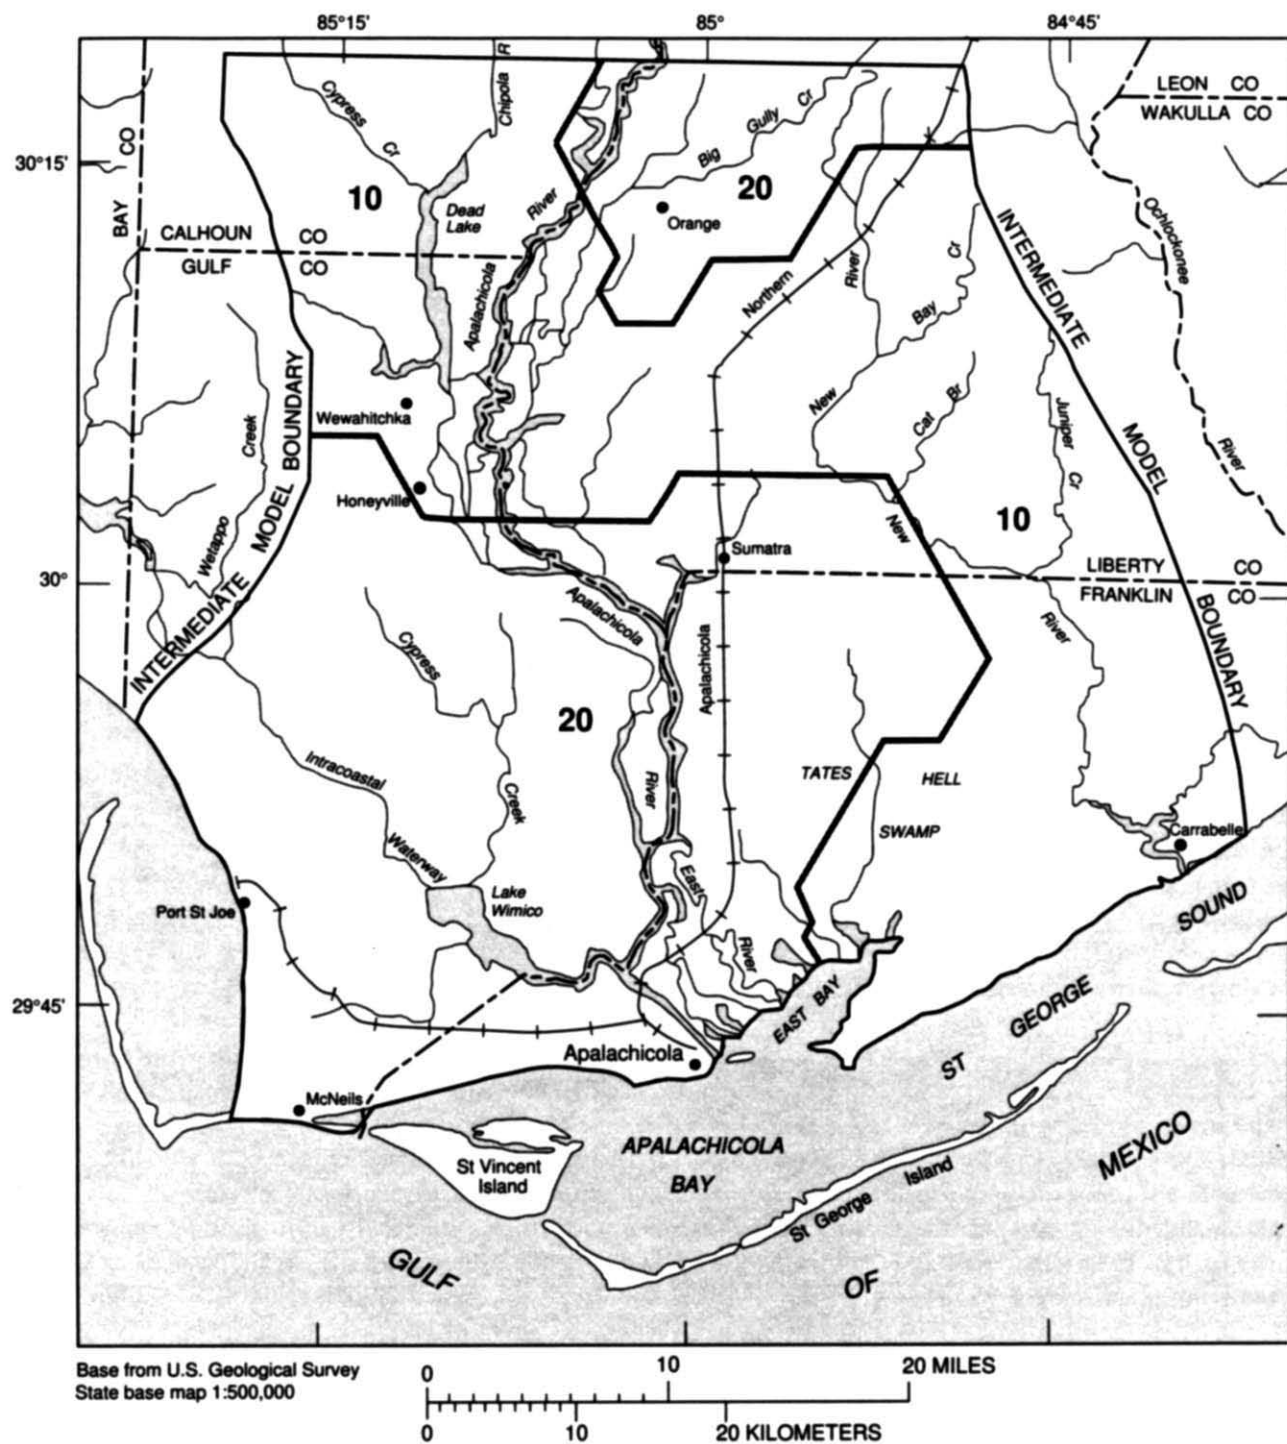 85°15'
85°
84°45'
LEON CO
WAKULLA CO
Cypress
Cr
Chipola
R
Big
Gully
Cr
30°15'
BAY
CO
10
20
Dead
Lake
River
Orange
CALHOUN CO
GULF CO
Ochlockonee
River
INTERMEDIATE
MODEL
BOUNDARY
Apalachicola
Northern
River
Bay
Cr
New
Cat
Br
Juniper
Cr
Wewahitchka
Creek
Wetappo
INTERMEDIATE
MODEL
BOUNDARY
Honeyville
New
10
Sumatra
30°
LIBERTY CO
FRANKLIN CO
Apalachicola
Apalachicola
River
Cypress
Creek
20
River
Intracoastal
Waterway
TATES
HELL
SWAMP
Carrabelle
East
River
Lake
Wimico
Port St Joe
SOUND
29°45'
EAST BAY
GEORGE
ST
Apalachicola
McNeils
APALACHICOLA
BAY
St Vincent
Island
St George
Island
MEXICO
GULF
OF
Base from U.S. Geological Survey
State base map 1:500,000
0
10
20 MILES
0
10
20 KILOMETERS